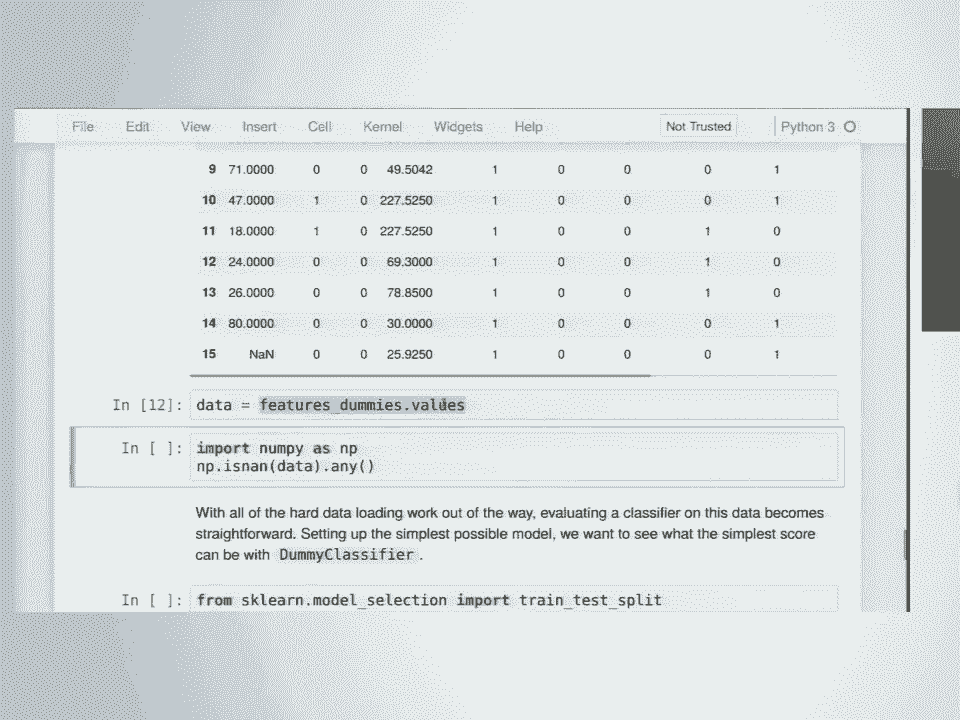 File Edit View Insert Cell Kernel Widgets Help Not Trusted Python 3
9 71.0000 0 0 49.5042 1 0 0 0 1
10 47.0000 1 0 227.5250 1 0 0 0 1
11 18.0000 1 0 227.5250 1 0 0 1 0
12 24.0000 0 0 69.3000 1 0 0 1 0
13 26.0000 0 0 78.8500 1 0 0 1 0
14 80.0000 0 0 30.0000 1 0 0 0 1
15 NaN 0 0 25.9250 1 0 0 0 1
In [12]: data = features_dummies.values
In [ ]: import numpy as np
np.isnan(data).any()
With all of the hard data loading work out of the way, evaluating a classifier on this data becomes
straightforward. Setting up the simplest possible model, we want to see what the simplest score
can be with DummyClassifier .
In [ ]: from sklearn.model_selection import train_test_split